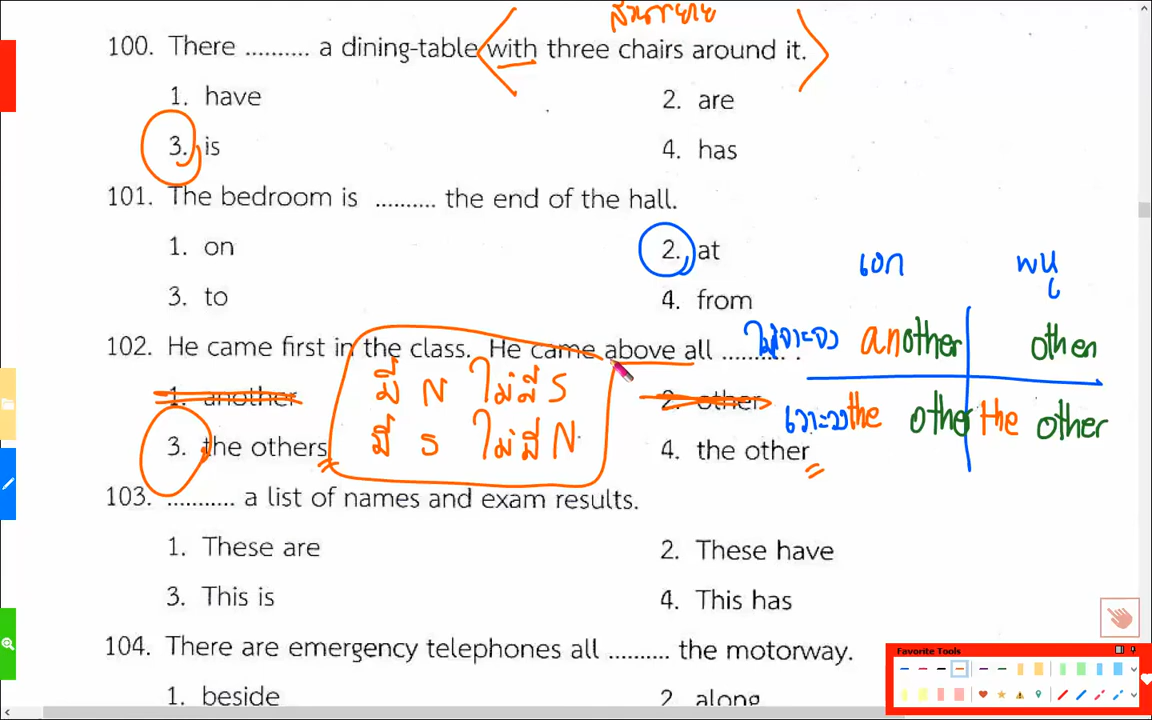 100. There .......... a dining-table with three chairs around it.
1. have 2. are
3. is 4. has
101. The bedroom is .......... the end of the hall.
1. on 2. at
3. to 4. from
เอก พหู
102. He came first in the class. He came above all ..........
ไม่เจาะจง another other
1. another 2. other
มี N ไม่มี S
เจาะจง the other the other
3. the others 4. the other
มี S ไม่มี N
103. ........... a list of names and exam results.
1. These are 2. These have
3. This is 4. This has
104. There are emergency telephones all .......... the motorway.
1. beside 2. along
Favorite Tools